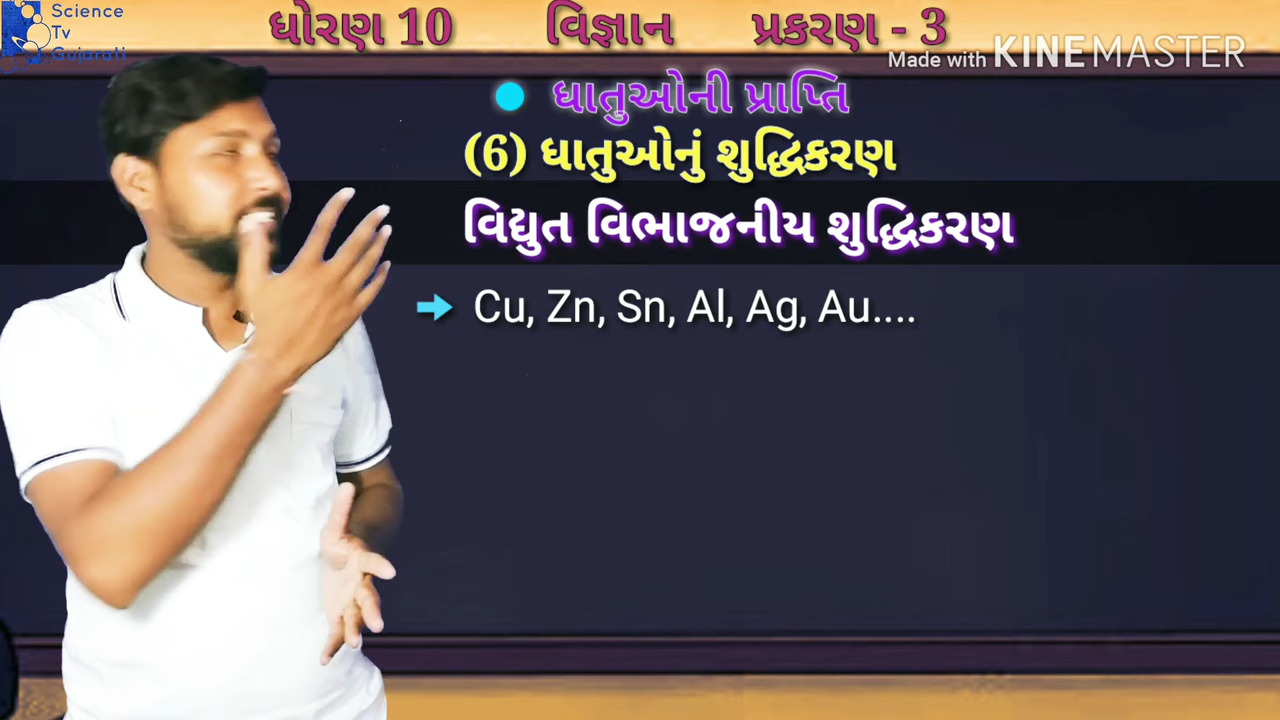 Science
Tv
Gujarati
ધોરણ 10 વિજ્ઞાન પ્રકરણ - 3
Made with KINEMASTER
ધાતુઓની પ્રાપ્તિ
(6) ધાતુઓનું શુદ્ધિકરણ
વિદ્યુત વિભાજનીય શુદ્ધિકરણ
Cu, Zn, Sn, Al, Ag, Au....